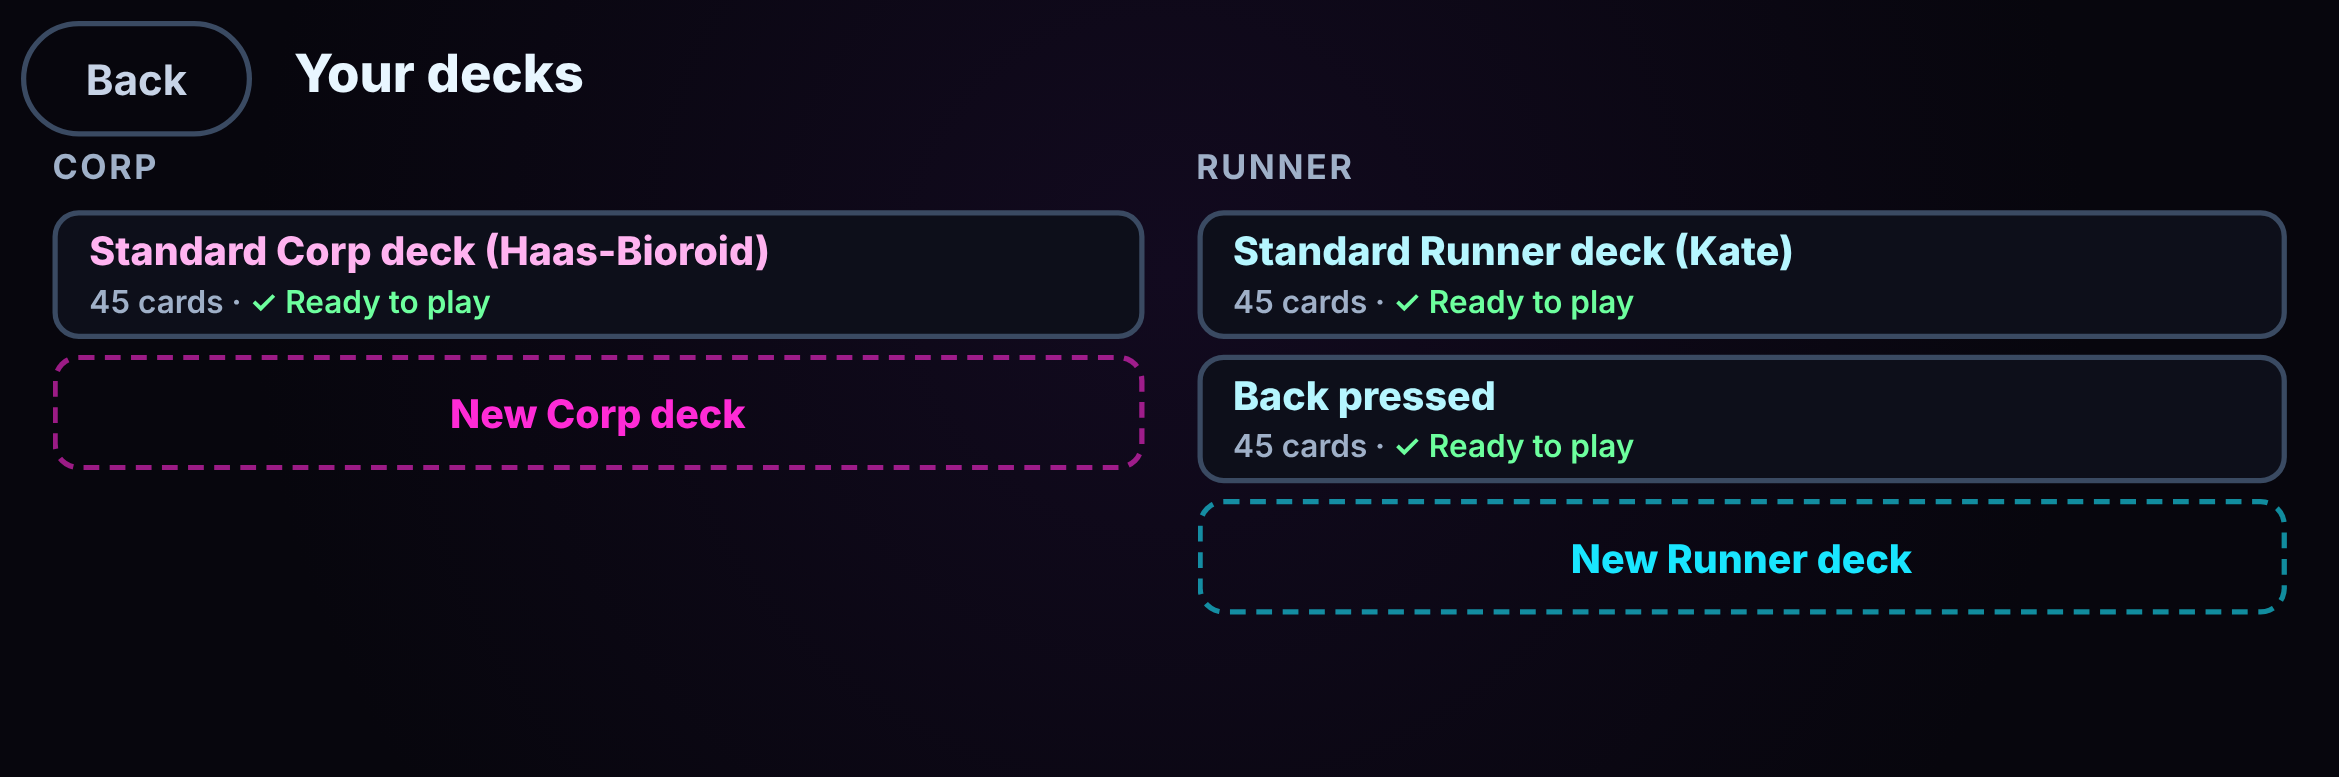 Back
Your decks
CORP
Standard Corp deck (Haas-Bioroid)
45 cards · ✓ Ready to play
New Corp deck
RUNNER
Standard Runner deck (Kate)
45 cards · ✓ Ready to play
Back pressed
45 cards · ✓ Ready to play
New Runner deck